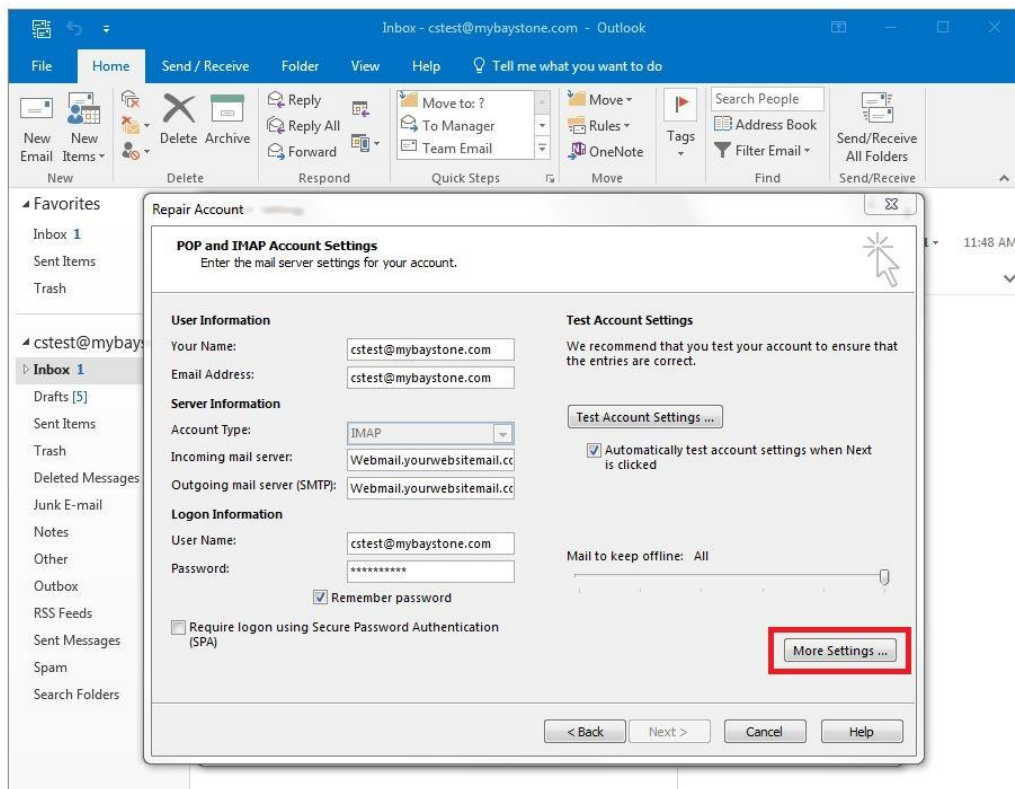 Inbox - cstest@mybaystone.com - Outlook
File Home Send / Receive Folder View Help Tell me what you want to do
New Email
New Items
Delete
Archive
Reply
Reply All
Forward
Move to: ?
To Manager
Team Email
Move
Rules
OneNote
Tags
Search People
Address Book
Filter Email
Send/Receive
All Folders
New Delete Respond Quick Steps Move Find Send/Receive
Favorites
Inbox 1
Sent Items
Trash
cstest@mybays
Inbox 1
Drafts [5]
Sent Items
Trash
Deleted Messages
Junk E-mail
Notes
Other
Outbox
RSS Feeds
Sent Messages
Spam
Search Folders
11:48 AM
Repair Account
POP and IMAP Account Settings
Enter the mail server settings for your account.
User Information
Your Name: cstest@mybaystone.com
Email Address: cstest@mybaystone.com
Server Information
Account Type: IMAP
Incoming mail server: Webmail.yourwebsitemail.cc
Outgoing mail server (SMTP): Webmail.yourwebsitemail.cc
Logon Information
User Name: cstest@mybaystone.com
Password: **********
Remember password
Require logon using Secure Password Authentication
(SPA)
Test Account Settings
We recommend that you test your account to ensure that
the entries are correct.
Test Account Settings ...
Automatically test account settings when Next
is clicked
Mail to keep offline: All
More Settings ...
< Back Next > Cancel Help